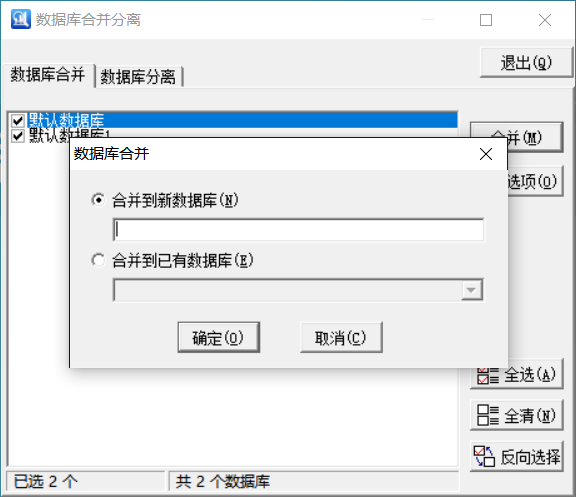 数据库合并分离
退出(Q)
数据库合并
数据库分离
默认数据库
默认数据库1
合并(M)
选项(O)
数据库合并
合并到新数据库(N)
合并到已有数据库(E)
确定(O)
取消(C)
全选(A)
全清(N)
反向选择
已选 2 个
共 2 个数据库